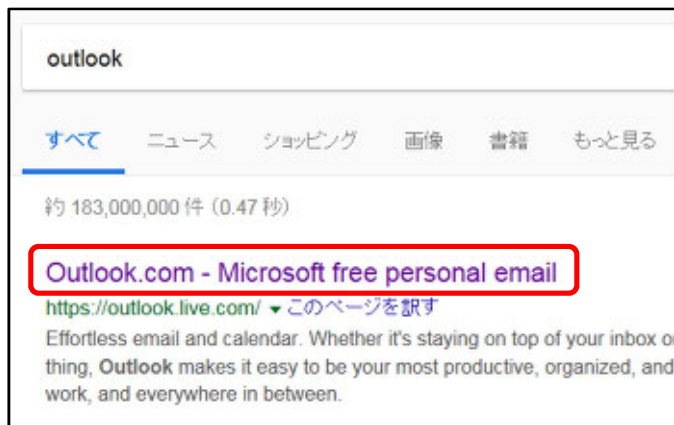 outlook
すべて ニュース ショッピング 画像 書籍 もっと見る
約 183,000,000 件 (0.47 秒)
Outlook.com - Microsoft free personal email
https://outlook.live.com/ ▼ このページを訳す
Effortless email and calendar. Whether it's staying on top of your inbox or
thing, Outlook makes it easy to be your most productive, organized, and
work, and everywhere in between.